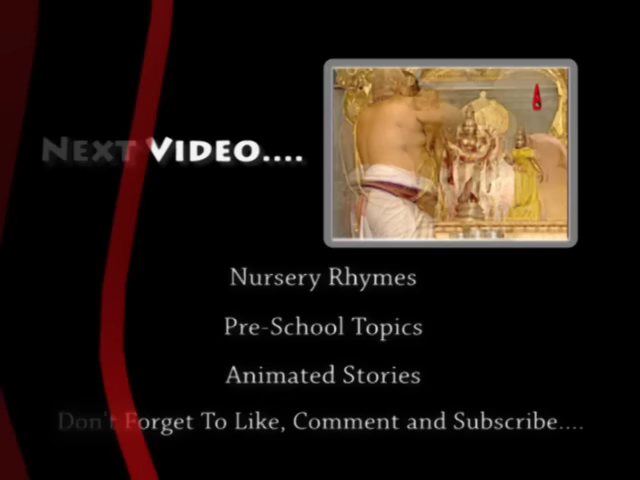 Next Video....
Nursery Rhymes
Pre-School Topics
Animated Stories
Don't Forget To Like, Comment and Subscribe....